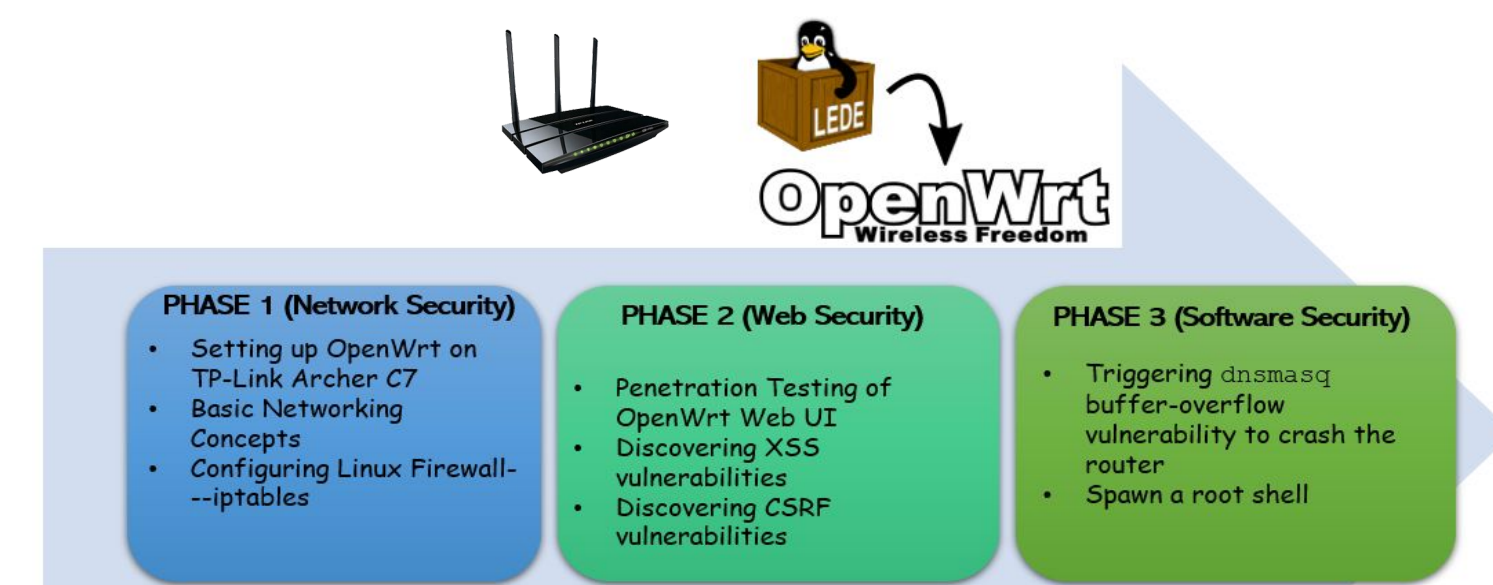 LEDE
OpenWrt
Wireless Freedom
PHASE 1 (Network Security)
• Setting up OpenWrt on
TP-Link Archer C7
• Basic Networking
Concepts
• Configuring Linux Firewall-
--iptables
PHASE 2 (Web Security)
• Penetration Testing of
OpenWrt Web UI
• Discovering XSS
vulnerabilities
• Discovering CSRF
vulnerabilities
PHASE 3 (Software Security)
• Triggering dnsmasq
buffer-overflow
vulnerability to crash the
router
• Spawn a root shell